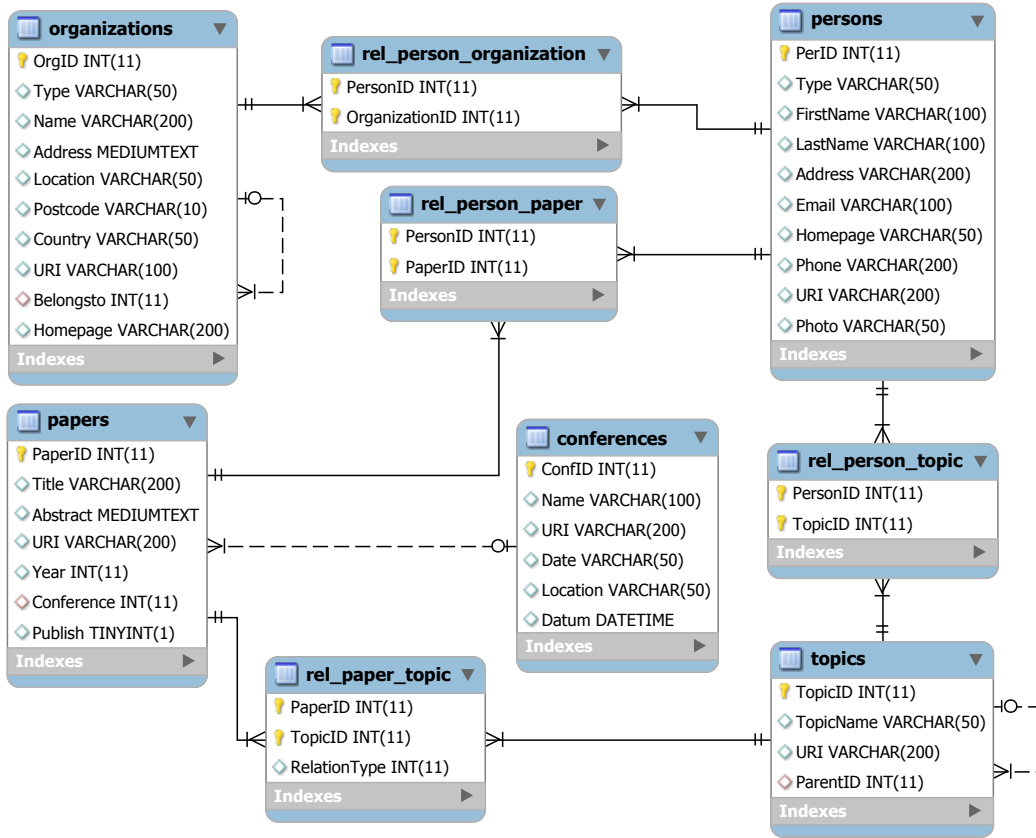 organizations
OrgID INT(11)
Type VARCHAR(50)
Name VARCHAR(200)
Address MEDIUMTEXT
Location VARCHAR(50)
Postcode VARCHAR(10)
Country VARCHAR(50)
URI VARCHAR(100)
Belongsto INT(11)
Homepage VARCHAR(200)
Indexes
rel_person_organization
PersonID INT(11)
OrganizationID INT(11)
Indexes
persons
PerID INT(11)
Type VARCHAR(50)
FirstName VARCHAR(100)
LastName VARCHAR(100)
Address VARCHAR(200)
Email VARCHAR(100)
Homepage VARCHAR(50)
Phone VARCHAR(200)
URI VARCHAR(200)
Photo VARCHAR(50)
Indexes
rel_person_paper
PersonID INT(11)
PaperID INT(11)
Indexes
papers
PaperID INT(11)
Title VARCHAR(200)
Abstract MEDIUMTEXT
URI VARCHAR(200)
Year INT(11)
Conference INT(11)
Publish TINYINT(1)
Indexes
conferences
ConfID INT(11)
Name VARCHAR(100)
URI VARCHAR(200)
Date VARCHAR(50)
Location VARCHAR(50)
Datum DATETIME
Indexes
rel_person_topic
PersonID INT(11)
TopicID INT(11)
Indexes
rel_paper_topic
PaperID INT(11)
TopicID INT(11)
RelationType INT(11)
Indexes
topics
TopicID INT(11)
TopicName VARCHAR(50)
URI VARCHAR(200)
ParentID INT(11)
Indexes